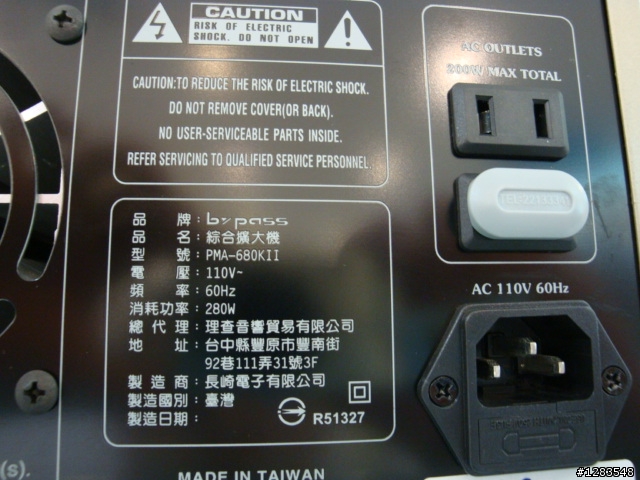 CAUTION
RISK OF ELECTRIC
SHOCK. DO NOT OPEN
CAUTION:TO REDUCE THE RISK OF ELECTRIC SHOCK.
DO NOT REMOVE COVER(OR BACK).
NO USER-SERVICEABLE PARTS INSIDE.
REFER SERVICING TO QUALIFIED SERVICE PERSONNEL.
AC OUTLETS
200W MAX TOTAL
品牌：bypass
品名：綜合擴大機
型號：PMA-680KII
電壓：110V~
頻率：60Hz
消耗功率：280W
總代理：理查音響貿易有限公司
地址：台中縣豐原市豐南街
92巷111弄31號3F
製造商：長崎電子有限公司
製造國別：臺灣
製造日期：
R51327
AC 110V 60Hz
(s).
MADE IN TAIWAN
#1283548